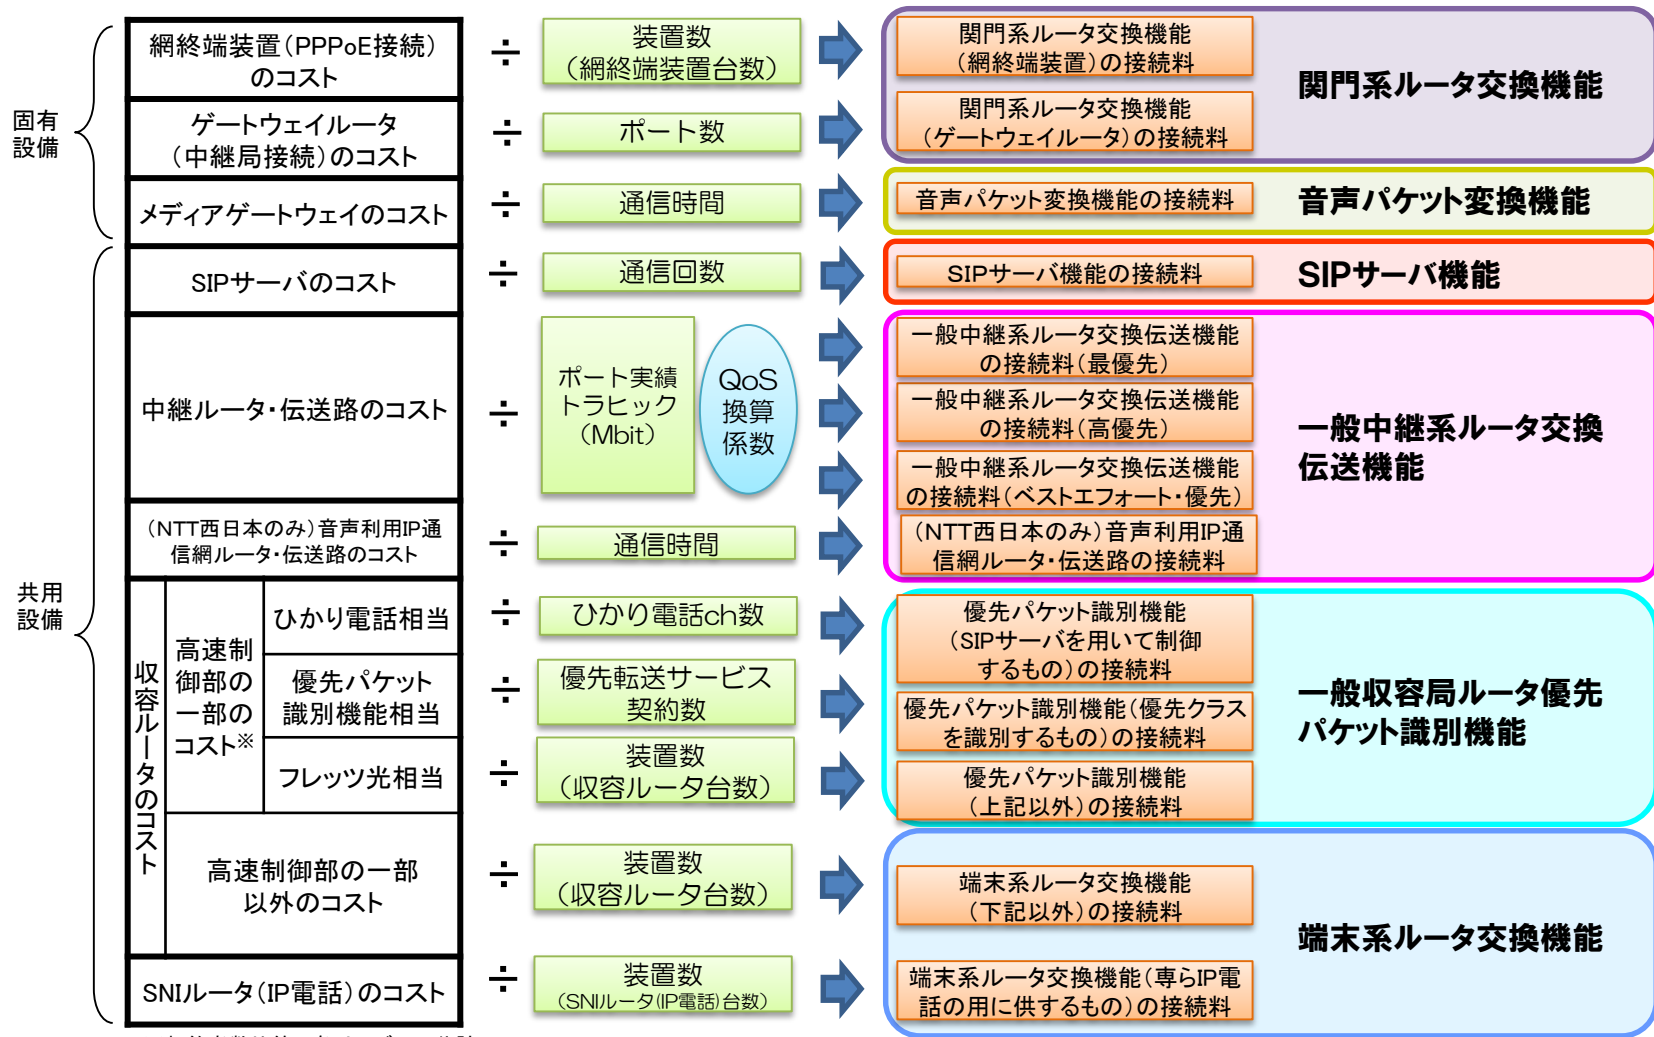 固有
設備
共用
設備
網終端装置(PPPoE接続)
のコスト
÷
装置数
(網終端装置台数)
関門系ルータ交換機能
(網終端装置)の接続料
ゲートウェイルータ
(中継局接続)のコスト
÷
ポート数
関門系ルータ交換機能
(ゲートウェイルータ)の接続料
関門系ルータ交換機能
メディアゲートウェイのコスト
÷
通信時間
音声パケット変換機能の接続料
音声パケット変換機能
SIPサーバのコスト
÷
通信回数
SIPサーバ機能の接続料
SIPサーバ機能
中継ルータ・伝送路のコスト
÷
ポート実績
トラヒック
(Mbit)
QoS
換算
係数
一般中継系ルータ交換伝送機能
の接続料(最優先)
一般中継系ルータ交換伝送機能
の接続料(高優先)
一般中継系ルータ交換伝送機能
の接続料(ベストエフォート・優先)
(NTT西日本のみ)音声利用IP通
信網ルータ・伝送路のコスト
÷
通信時間
(NTT西日本のみ)音声利用IP通
信網ルータ・伝送路の接続料
一般中継系ルータ交換
伝送機能
収容ルータのコスト
高速制
御部の
一部の
コスト※
ひかり電話相当
÷
ひかり電話ch数
優先パケット識別機能
(SIPサーバを用いて制御
するもの)の接続料
優先パケット
識別機能相当
÷
優先転送サービス
契約数
優先パケット識別機能(優先クラス
を識別するもの)の接続料
フレッツ光相当
÷
装置数
(収容ルータ台数)
優先パケット識別機能
(上記以外)の接続料
一般収容局ルータ優先
パケット識別機能
高速制御部の一部
以外のコスト
÷
装置数
(収容ルータ台数)
端末系ルータ交換機能
(下記以外)の接続料
SNIルータ(IP電話)のコスト
÷
装置数
(SNIルータ(IP電話)台数)
端末系ルータ交換機能(専らIP電
話の用に供するもの)の接続料
端末系ルータ交換機能